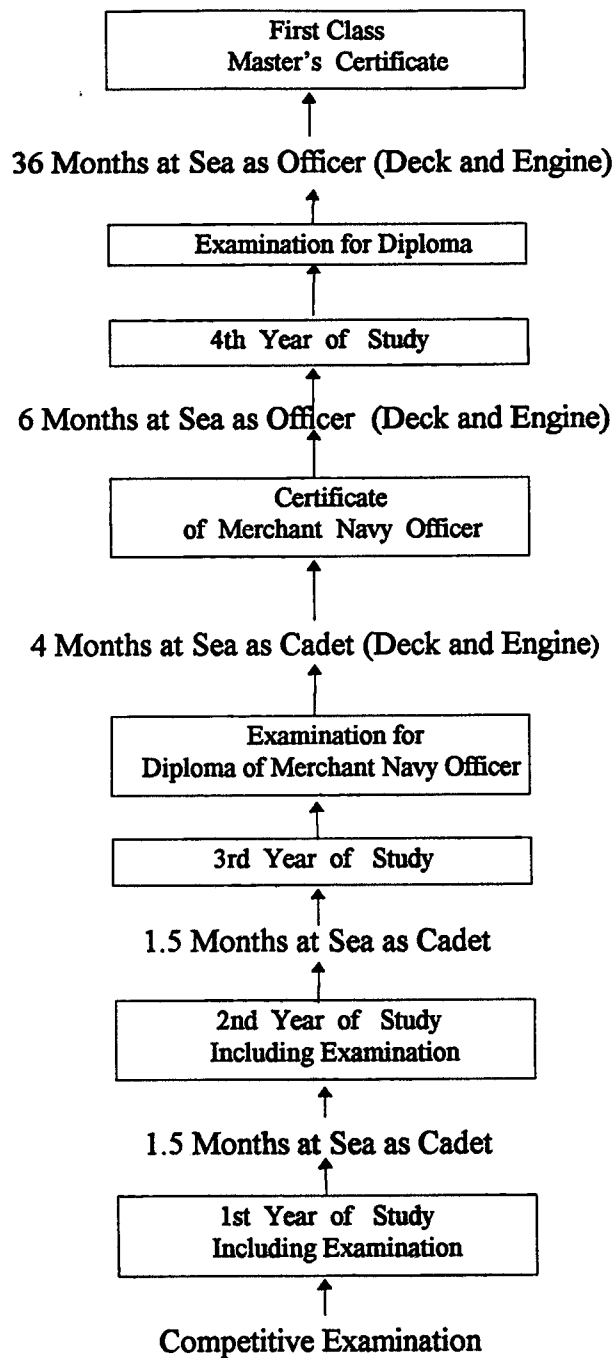 First Class
Master's Certificate
36 Months at Sea as Officer (Deck and Engine)
Examination for Diploma
4th Year of Study
6 Months at Sea as Officer (Deck and Engine)
Certificate
of Merchant Navy Officer
4 Months at Sea as Cadet (Deck and Engine)
Examination for
Diploma of Merchant Navy Officer
3rd Year of Study
1.5 Months at Sea as Cadet
2nd Year of Study
Including Examination
1.5 Months at Sea as Cadet
1st Year of Study
Including Examination
Competitive Examination